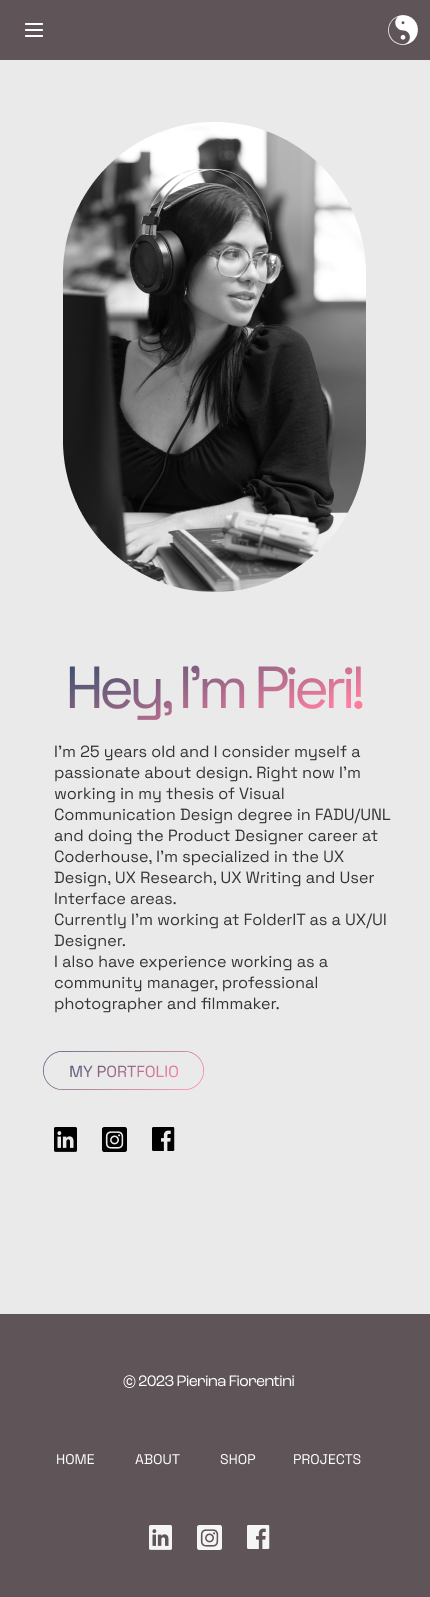 Hey, I'm Pieri!
I'm 25 years old and I consider myself a
passionate about design. Right now I'm
working in my thesis of Visual
Communication Design degree in FADU/UNL
and doing the Product Designer career at
Coderhouse, I'm specialized in the UX
Design, UX Research, UX Writing and User
Interface areas.
Currently I'm working at FolderIT as a UX/UI
Designer.
I also have experience working as a
community manager, professional
photographer and filmmaker.
MY PORTFOLIO
© 2023 Pierina Fiorentini
HOME ABOUT SHOP PROJECTS